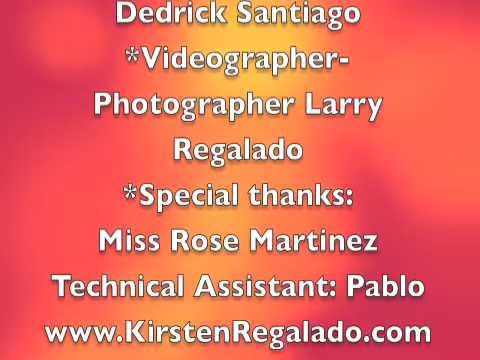 Dedrick Santiago
*Videographer-
Photographer Larry
Regalado
*Special thanks:
Miss Rose Martinez
Technical Assistant: Pablo
www.KirstenRegalado.com